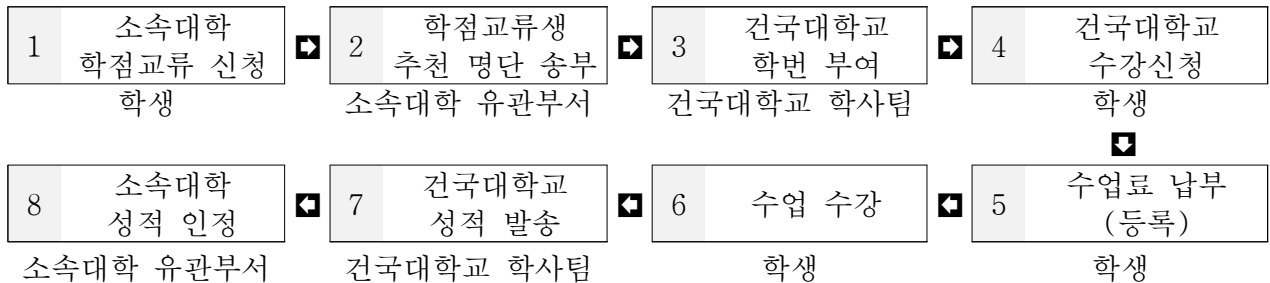 1 소속대학 학점교류 신청
학생
2 학점교류생 추천 명단 송부
소속대학 유관부서
3 건국대학교 학번 부여
건국대학교 학사팀
4 건국대학교 수강신청
학생
5 수업료 납부 (등록)
학생
6 수업 수강
학생
7 건국대학교 성적 발송
건국대학교 학사팀
8 소속대학 성적 인정
소속대학 유관부서